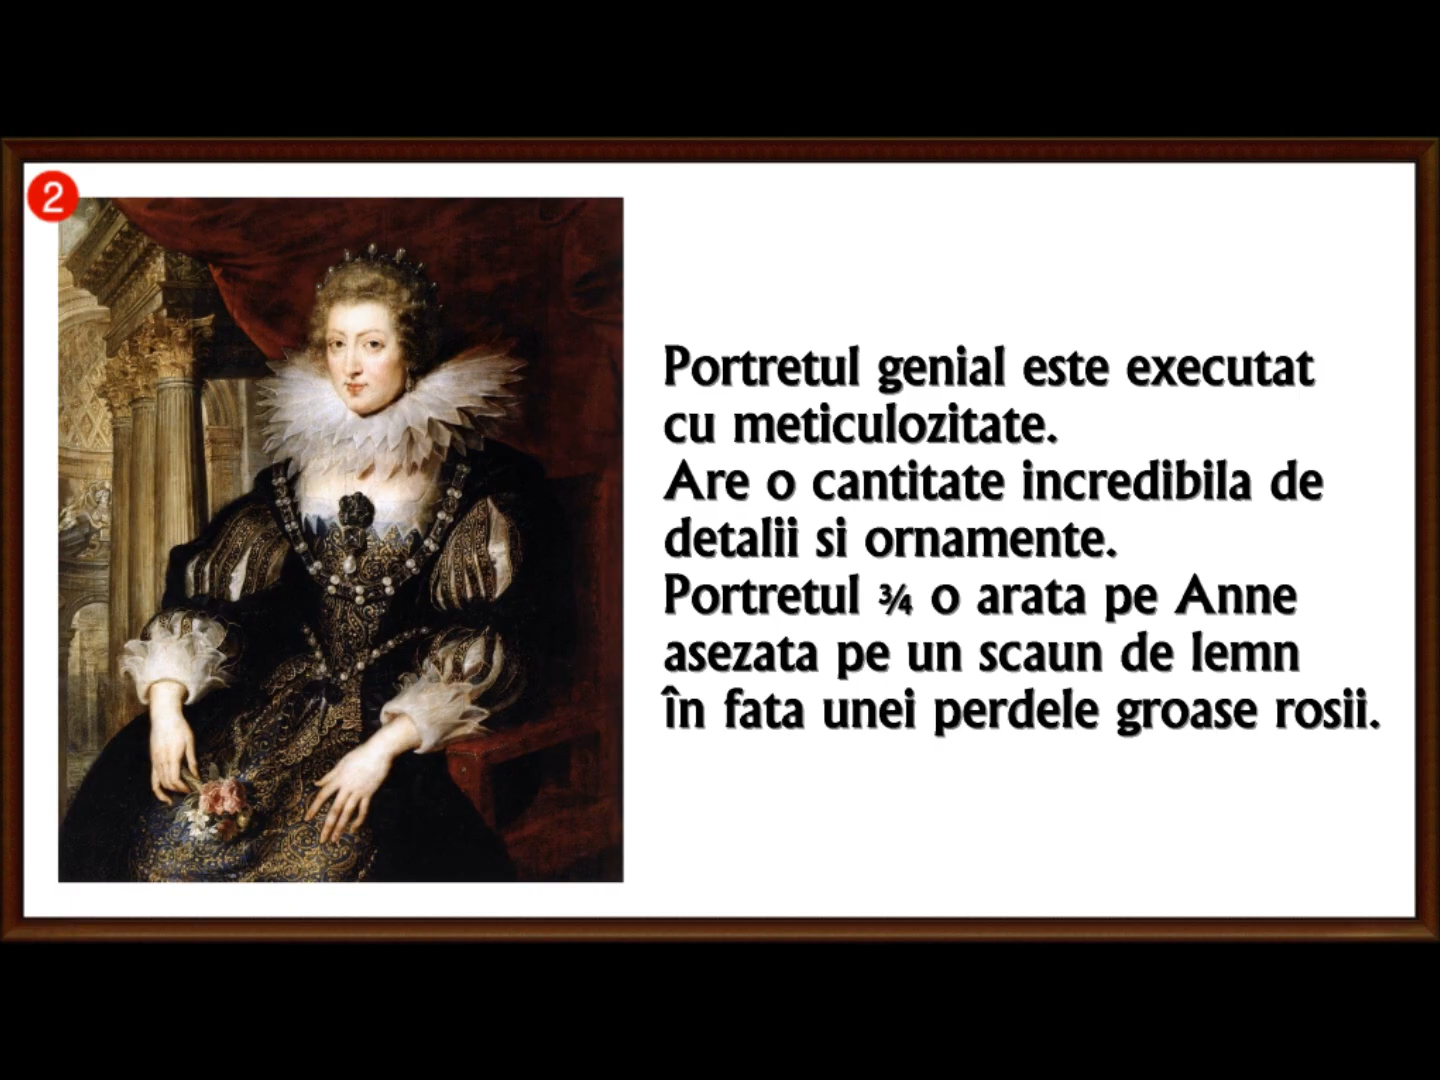 2
Portretul genial este executat
cu meticulozitate.
Are o cantitate incredibila de
detalii si ornamente.
Portretul ¾ o arata pe Anne
asezata pe un scaun de lemn
în fata unei perdele groase rosii.